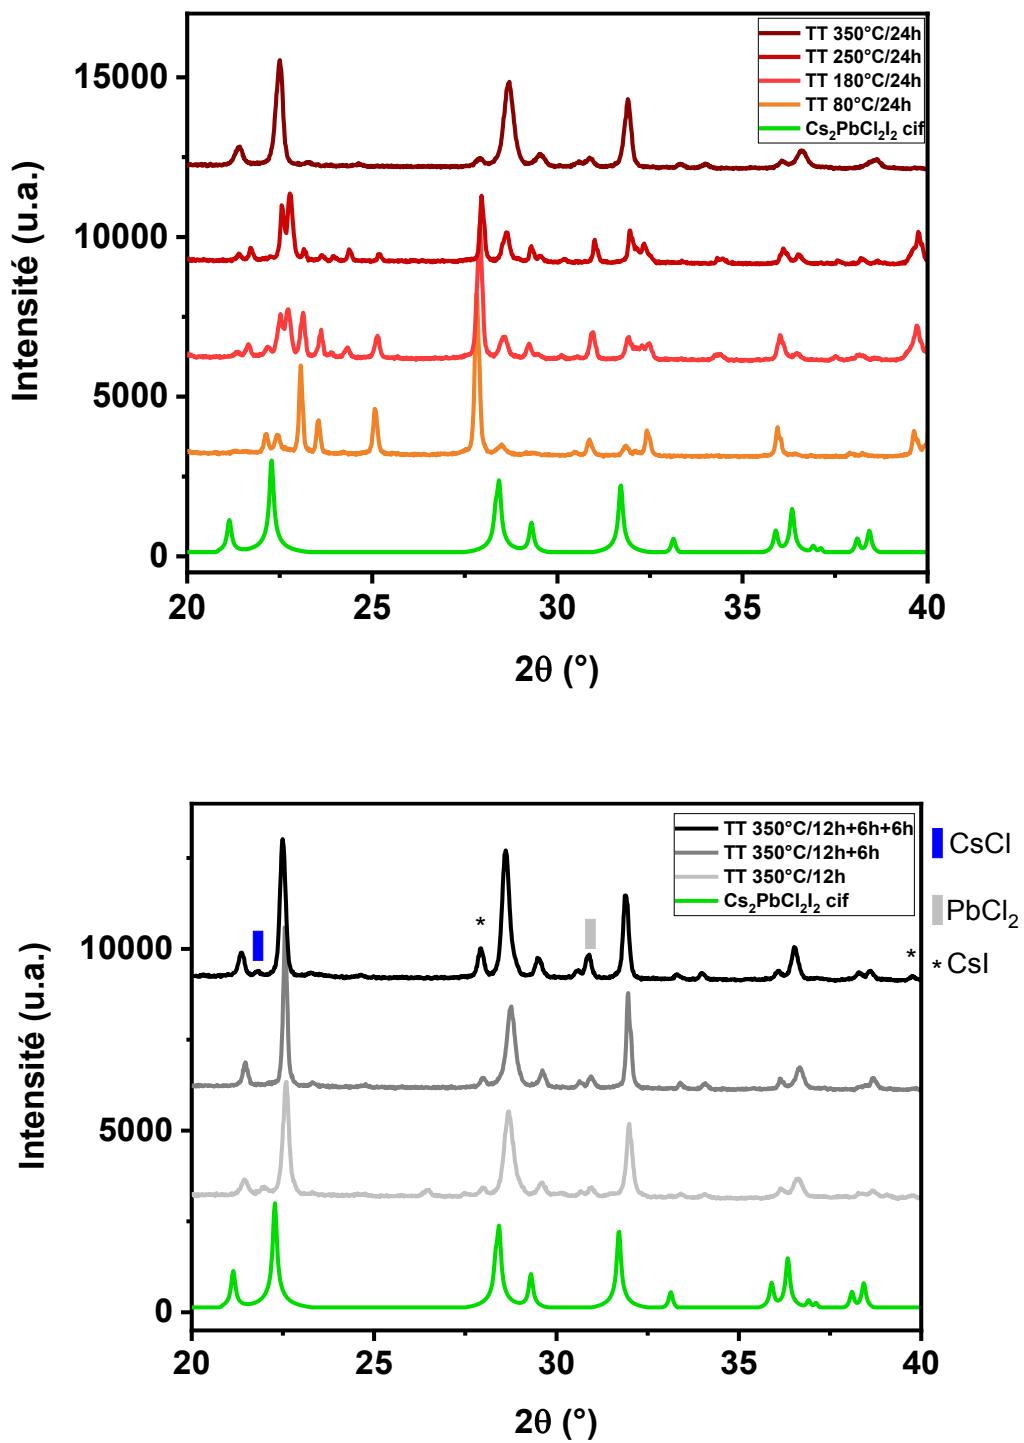 TT 350°C/24h
TT 250°C/24h
TT 180°C/24h
TT 80°C/24h
Cs₂PbCl₂I₂ cif
Intensité (u.a.)
15000
10000
5000
0
20 25 30 35 40
2θ (°)
TT 350°C/12h+6h+6h
TT 350°C/12h+6h
TT 350°C/12h
Cs₂PbCl₂I₂ cif
CsCl
PbCl₂
* CsI
*
*
Intensité (u.a.)
10000
5000
0
20 25 30 35 40
2θ (°)